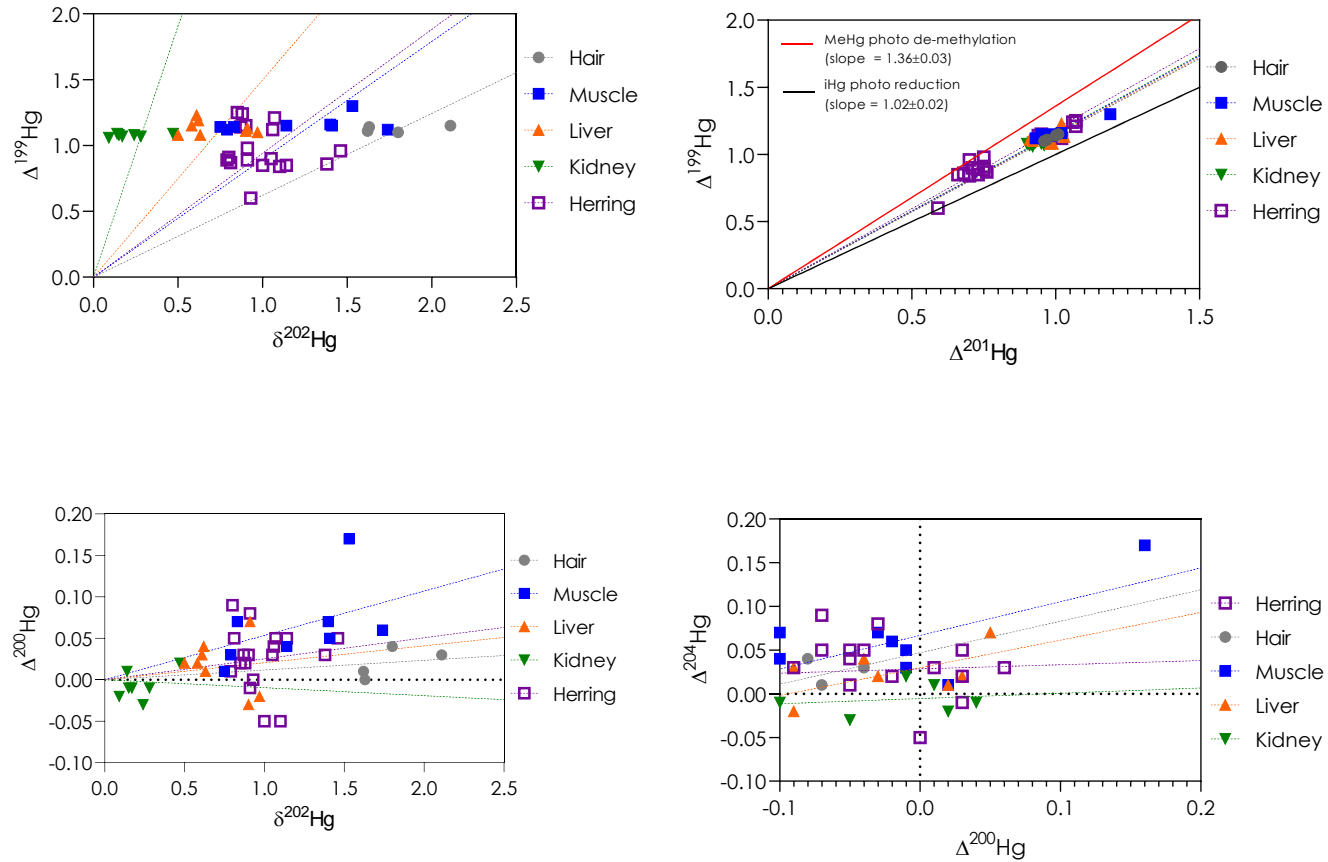 2.0
1.5
1.0
0.5
0.0
Δ199Hg
0.0 0.5 1.0 1.5 2.0 2.5
δ202Hg
Hair
Muscle
Liver
Kidney
Herring
2.0
1.5
1.0
0.5
0.0
Δ199Hg
MeHg photo de-methylation
(slope = 1.36±0.03)
iHg photo reduction
(slope = 1.02±0.02)
0.0 0.5 1.0 1.5
Δ201Hg
Hair
Muscle
Liver
Kidney
Herring
0.20
0.15
0.10
0.05
0.00
-0.05
-0.10
Δ200Hg
0.0 0.5 1.0 1.5 2.0 2.5
δ202Hg
Hair
Muscle
Liver
Kidney
Herring
0.20
0.15
0.10
0.05
0.00
-0.05
-0.10
Δ204Hg
-0.1 0.0 0.1 0.2
Δ200Hg
Herring
Hair
Muscle
Liver
Kidney